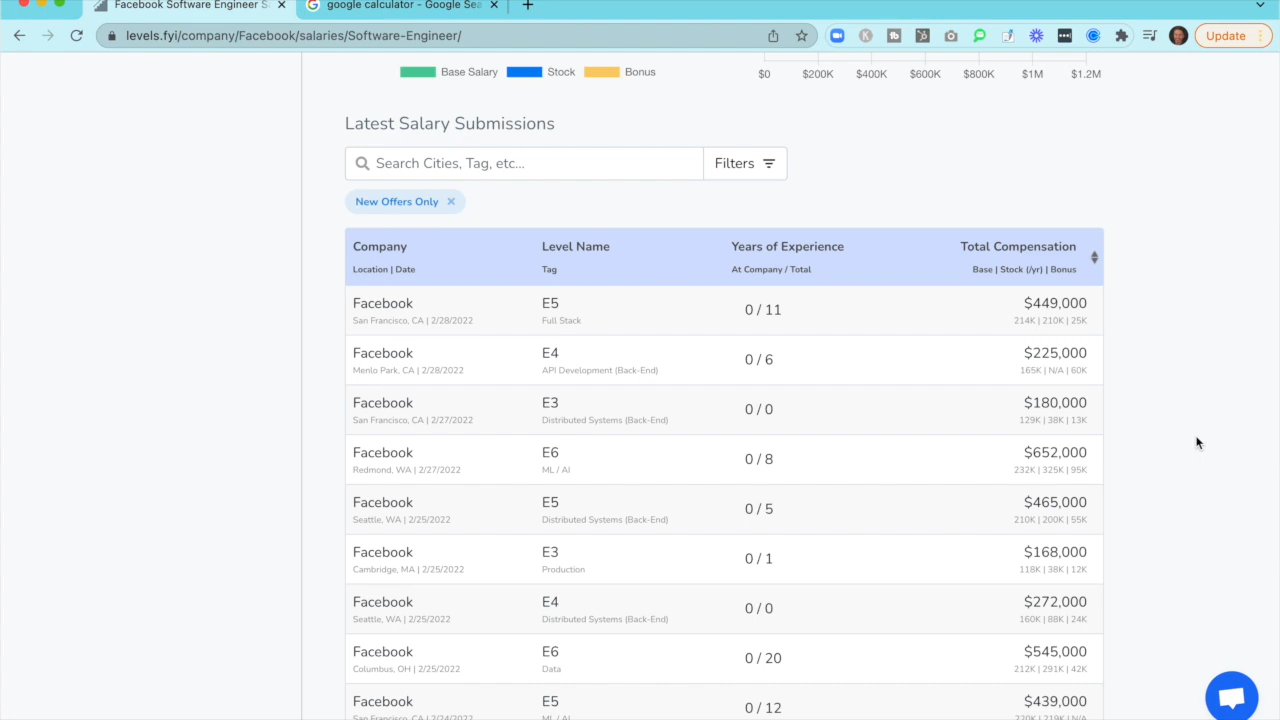 Facebook Software Engineer S
google calculator - Google Sea
levels.fyi/company/Facebook/salaries/Software-Engineer/
Update
Base Salary
Stock
Bonus
$0
$200K
$400K
$600K
$800K
$1M
$1.2M
Latest Salary Submissions
Search Cities, Tag, etc...
Filters
New Offers Only
Company
Level Name
Years of Experience
Total Compensation
Location | Date
Tag
At Company / Total
Base | Stock (/yr) | Bonus
Facebook
E5
0 / 11
$449,000
San Francisco, CA | 2/28/2022
Full Stack
214K | 210K | 25K
Facebook
E4
0 / 6
$225,000
Menlo Park, CA | 2/28/2022
API Development (Back-End)
165K | N/A | 60K
Facebook
E3
0 / 0
$180,000
San Francisco, CA | 2/27/2022
Distributed Systems (Back-End)
129K | 38K | 13K
Facebook
E6
0 / 8
$652,000
Redmond, WA | 2/27/2022
ML / AI
232K | 325K | 95K
Facebook
E5
0 / 5
$465,000
Seattle, WA | 2/25/2022
Distributed Systems (Back-End)
210K | 200K | 55K
Facebook
E3
0 / 1
$168,000
Cambridge, MA | 2/25/2022
Production
118K | 38K | 12K
Facebook
E4
0 / 0
$272,000
Seattle, WA | 2/25/2022
Distributed Systems (Back-End)
160K | 88K | 24K
Facebook
E6
0 / 20
$545,000
Columbus, OH | 2/25/2022
Data
212K | 291K | 42K
Facebook
E5
0 / 12
$439,000
San Francisco, CA | 2/24/2022
ML / AI
220K | 219K | N/A